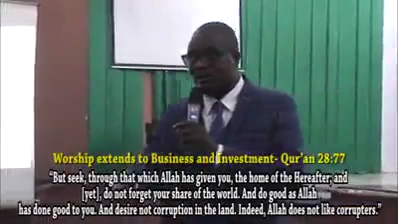 Worship extends to Business and Investment- Qur'an 28:77
"But seek, through that which Allah has given you, the home of the Hereafter; and
[yet], do not forget your share of the world. And do good as Allah
has done good to you. And desire not corruption in the land. Indeed, Allah does not like corrupters."